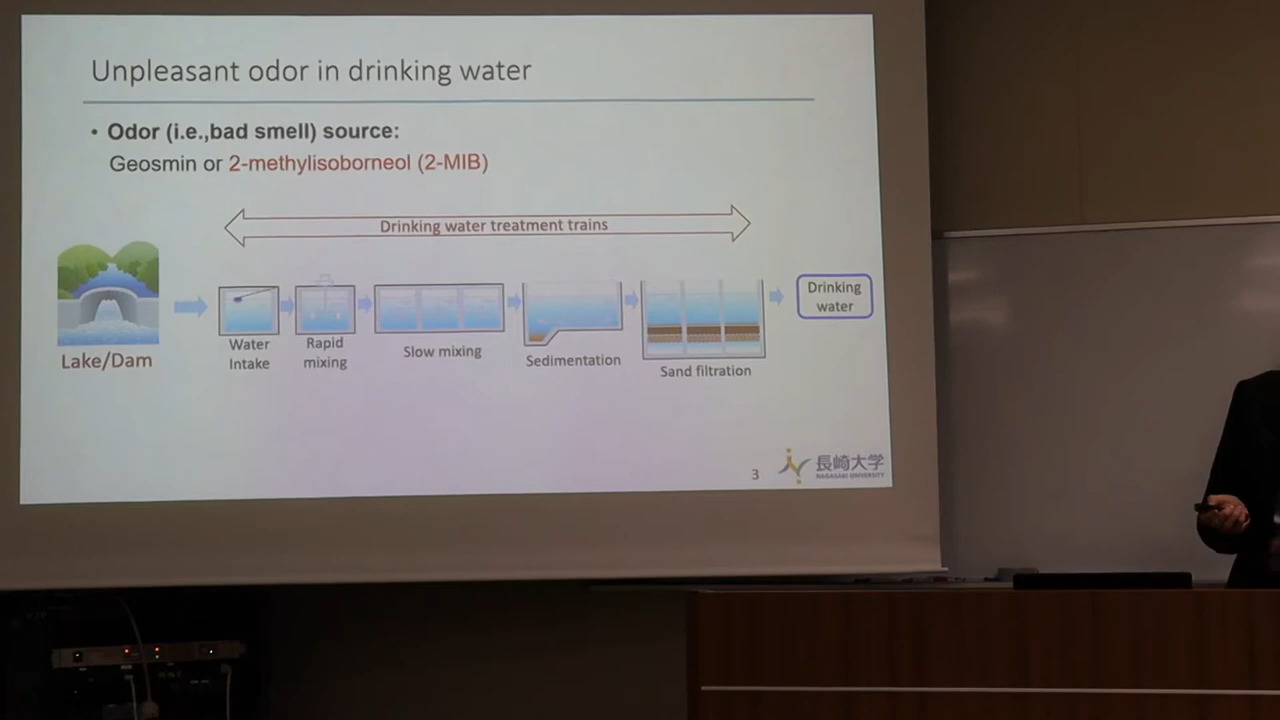 Unpleasant odor in drinking water
• Odor (i.e.,bad smell) source:
Geosmin or 2-methylisoborneol (2-MIB)
Drinking water treatment trains
Lake/Dam
Water
Intake
Rapid
mixing
Slow mixing
Sedimentation
Sand filtration
Drinking
water
3
長崎大学
NAGASAKI UNIVERSITY